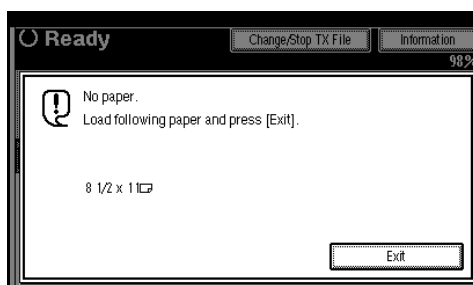 Ready
Change/Stop TX File
Information
98%
No paper.
Load following paper and press [Exit].
8 1/2 x 11
Exit